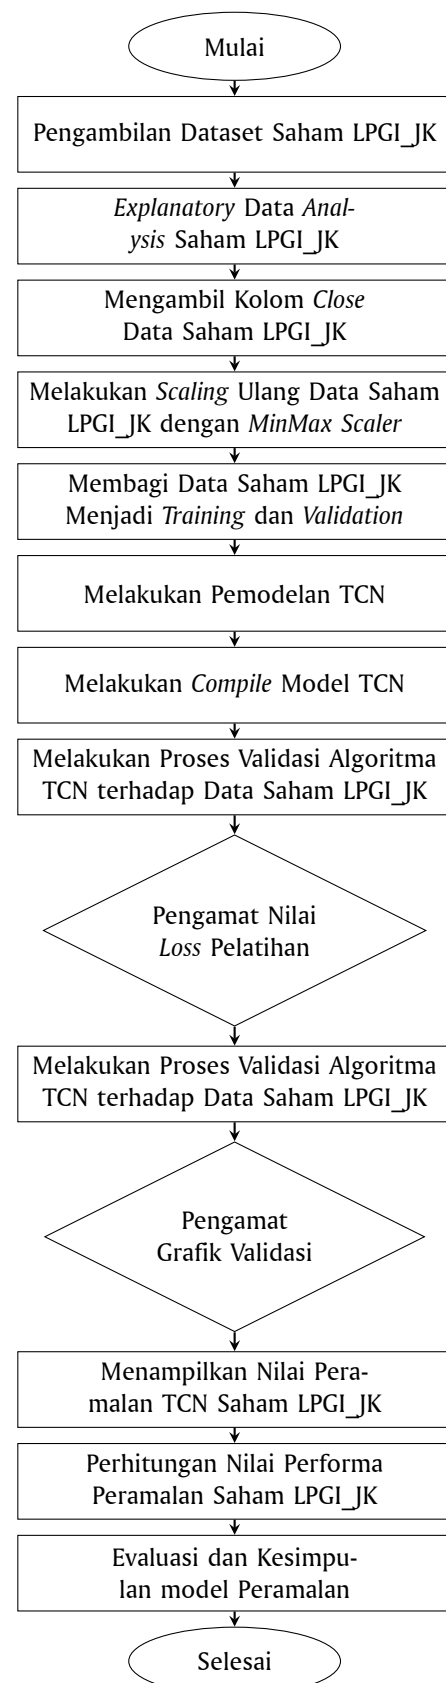 Mulai
Pengambilan Dataset Saham LPGI_JK
Explanatory Data Anal-
ysis Saham LPGI_JK
Mengambil Kolom Close
Data Saham LPGI_JK
Melakukan Scaling Ulang Data Saham
LPGI_JK dengan MinMax Scaler
Membagi Data Saham LPGI_JK
Menjadi Training dan Validation
Melakukan Pemodelan TCN
Melakukan Compile Model TCN
Melakukan Proses Validasi Algoritma
TCN terhadap Data Saham LPGI_JK
Pengamat Nilai
Loss Pelatihan
Melakukan Proses Validasi Algoritma
TCN terhadap Data Saham LPGI_JK
Pengamat
Grafik Validasi
Menampilkan Nilai Pera-
malan TCN Saham LPGI_JK
Perhitungan Nilai Performa
Peramalan Saham LPGI_JK
Evaluasi dan Kesimpu-
lan model Peramalan
Selesai